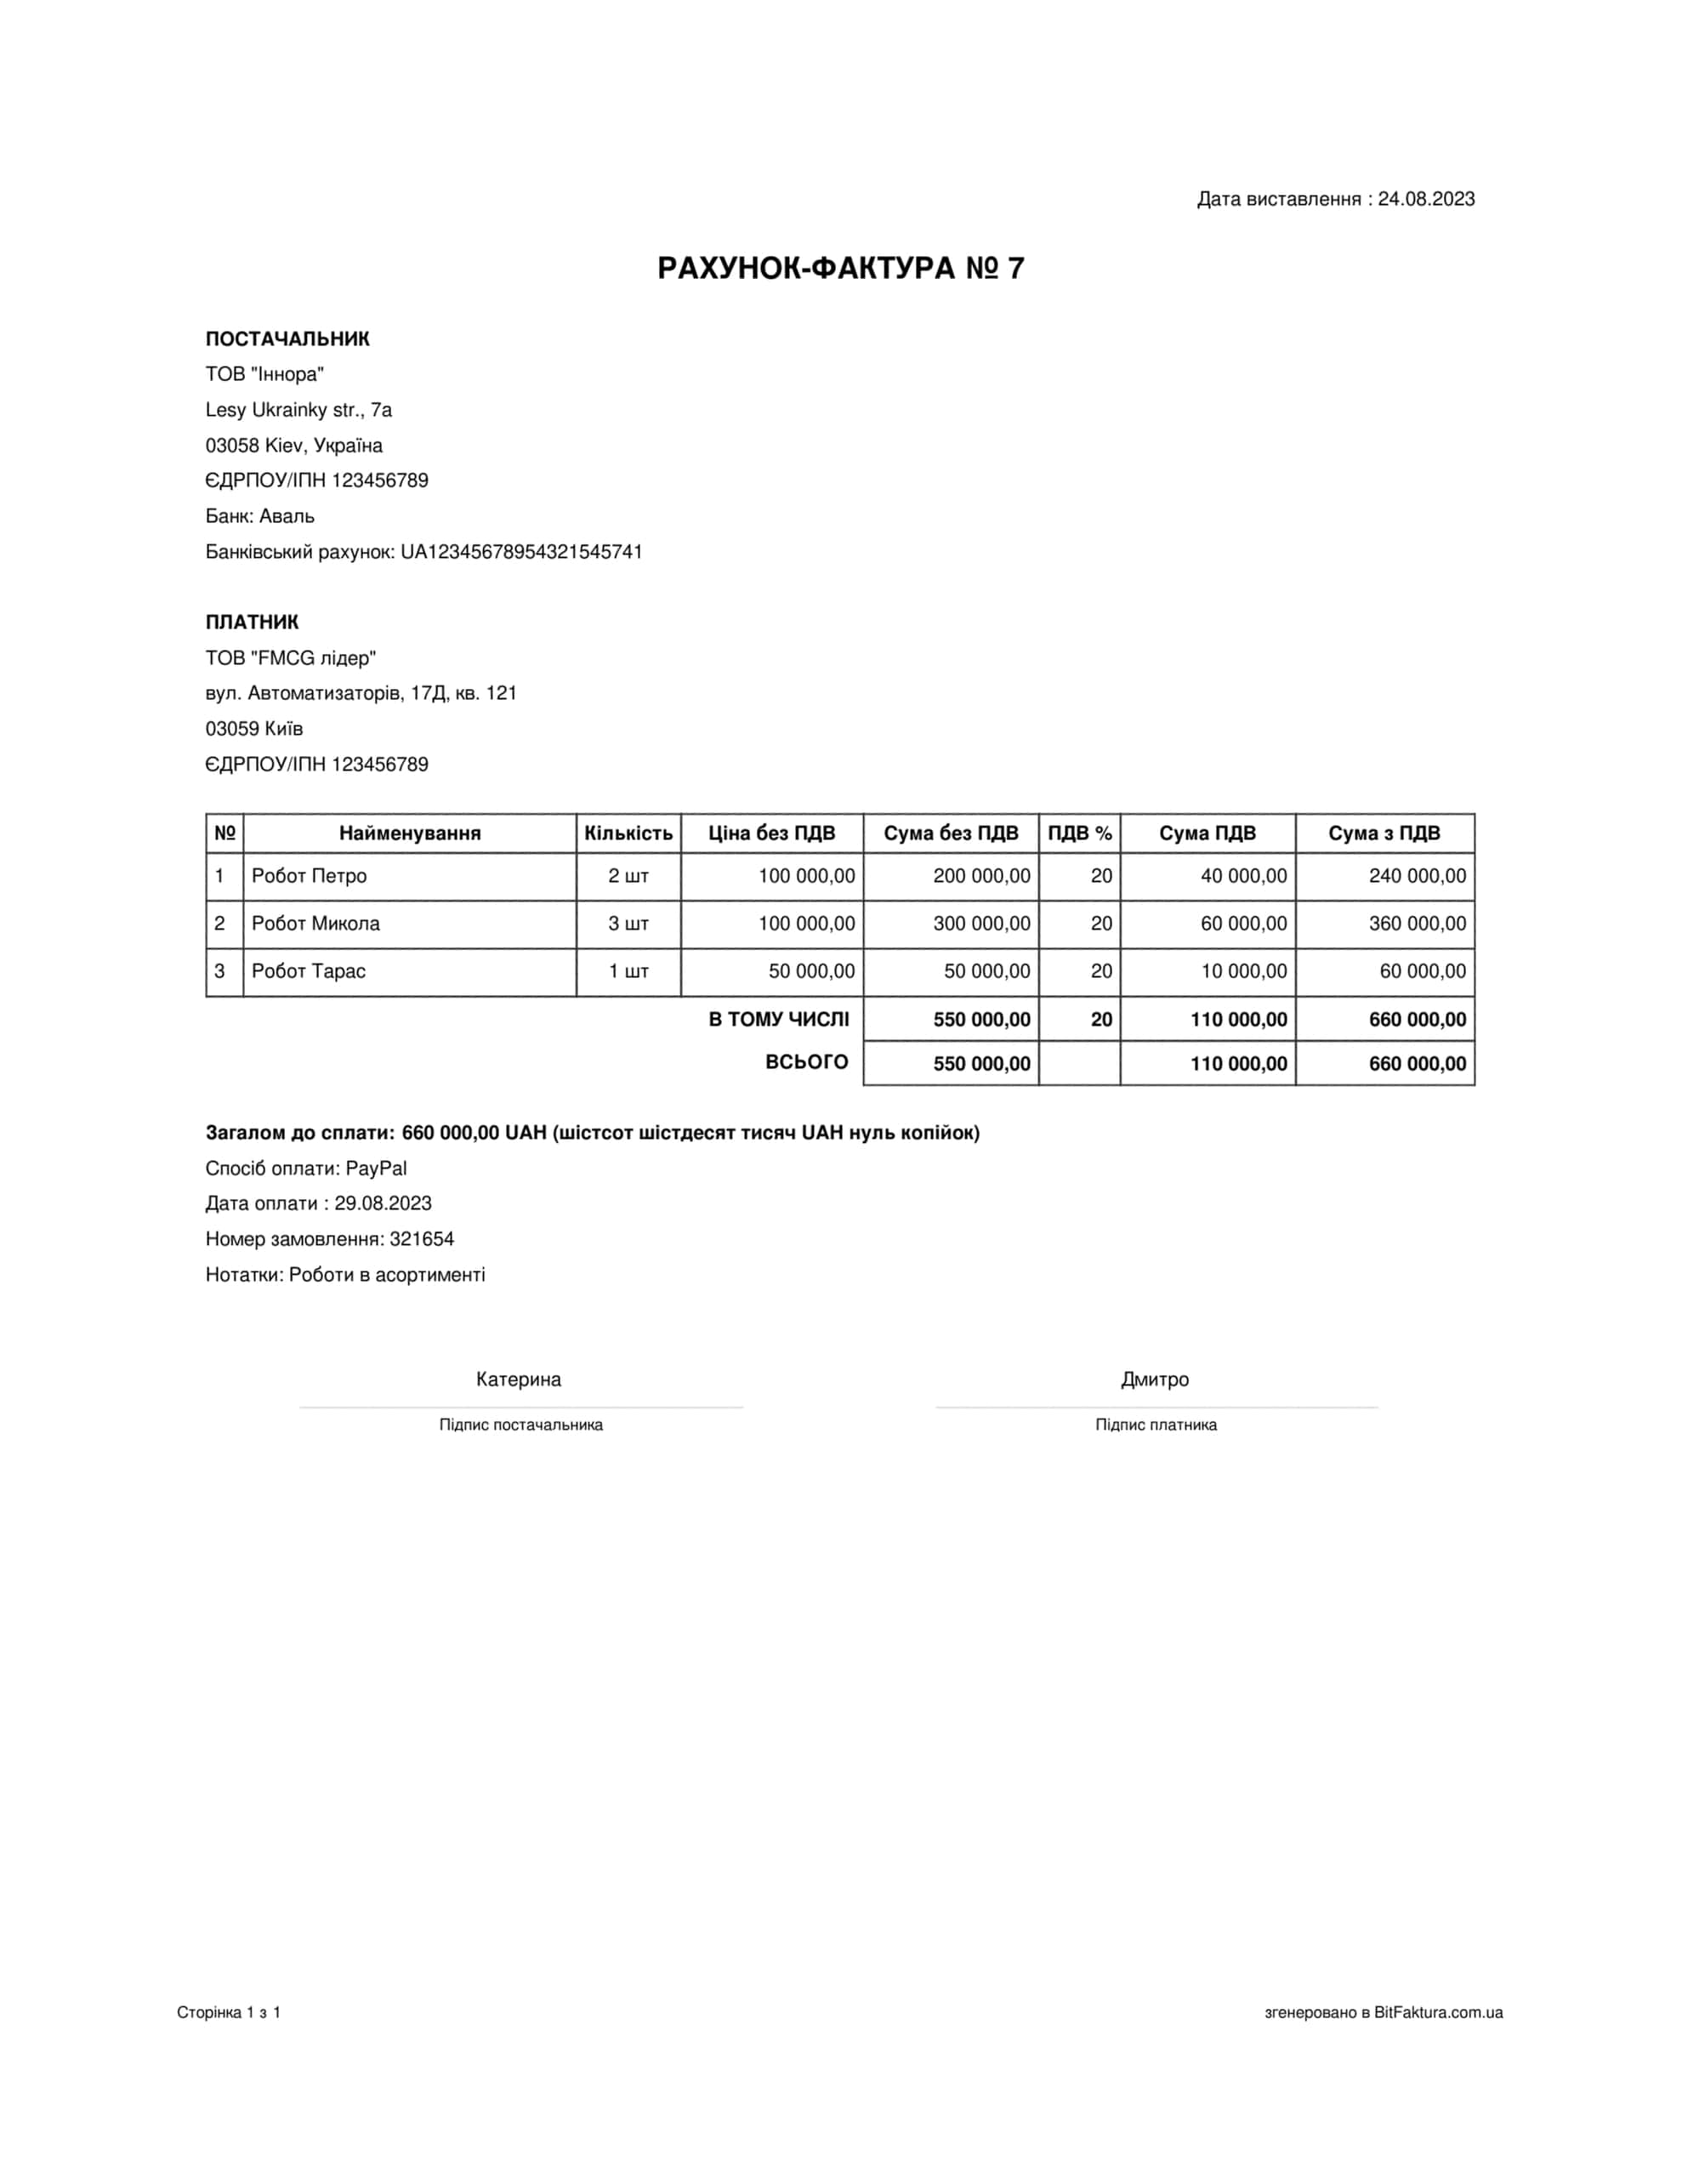 Дата виставлення : 24.08.2023
РАХУНОК-ФАКТУРА № 7
ПОСТАЧАЛЬНИК
ТОВ "Іннора"
Lesy Ukrainky str., 7a
03058 Kiev, Україна
ЄДРПОУ/ІПН 123456789
Банк: Аваль
Банківський рахунок: UA12345678954321545741
ПЛАТНИК
ТОВ "FMCG лідер"
вул. Автоматизаторів, 17Д, кв. 121
03059 Київ
ЄДРПОУ/ІПН 123456789
№ Найменування Кількість Ціна без ПДВ Сума без ПДВ ПДВ % Сума ПДВ Сума з ПДВ
1 Робот Петро 2 шт 100 000,00 200 000,00 20 40 000,00 240 000,00
2 Робот Микола 3 шт 100 000,00 300 000,00 20 60 000,00 360 000,00
3 Робот Тарас 1 шт 50 000,00 50 000,00 20 10 000,00 60 000,00
В ТОМУ ЧИСЛІ 550 000,00 20 110 000,00 660 000,00
ВСЬОГО 550 000,00 110 000,00 660 000,00
Загалом до сплати: 660 000,00 UAH (шістсот шістдесят тисяч UAH нуль копійок)
Спосіб оплати: PayPal
Дата оплати : 29.08.2023
Номер замовлення: 321654
Нотатки: Роботи в асортименті
Катерина Дмитро
Підпис постачальника Підпис платника
Сторінка 1 з 1 згенеровано в BitFaktura.com.ua